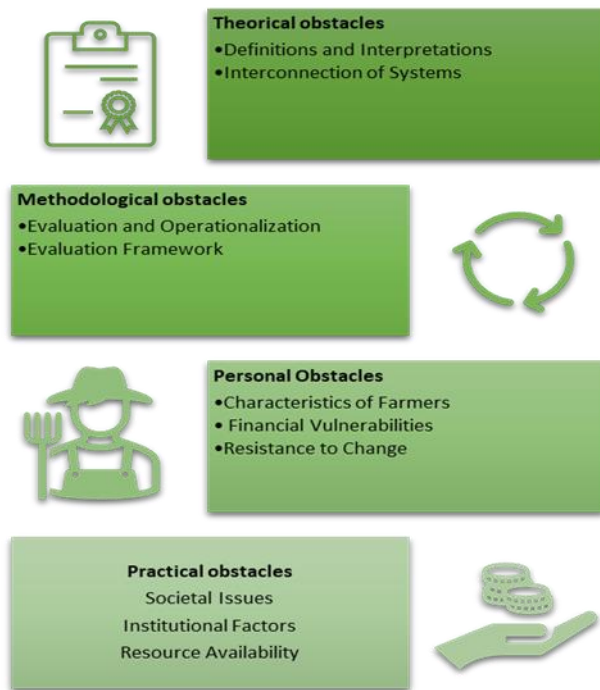 Theorical obstacles
•Definitions and Interpretations
•Interconnection of Systems
Methodological obstacles
•Evaluation and Operationalization
•Evaluation Framework
Personal Obstacles
•Characteristics of Farmers
• Financial Vulnerabilities
•Resistance to Change
Practical obstacles
Societal Issues
Institutional Factors
Resource Availability